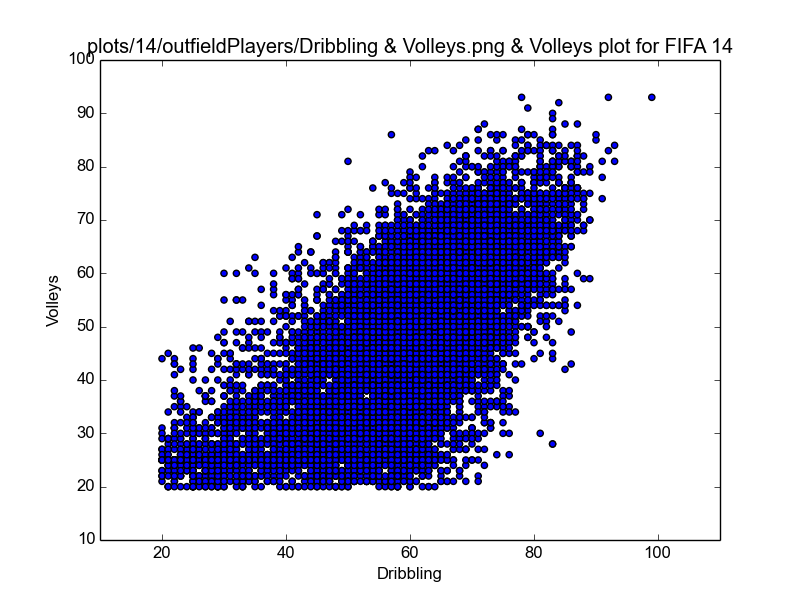 plots/14/outfieldPlayers/Dribbling & Volleys.png & Volleys plot for FIFA 14
100
90
80
70
60
50
40
30
20
10
Volleys
20 40 60 80 100
Dribbling